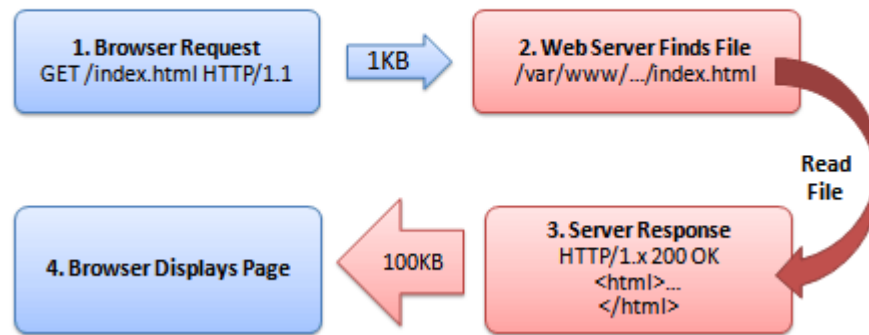 1. Browser Request
GET /index.html HTTP/1.1
1KB
2. Web Server Finds File
/var/www/.../index.html
Read
File
3. Server Response
HTTP/1.x 200 OK
<html>...
</html>
100KB
4. Browser Displays Page